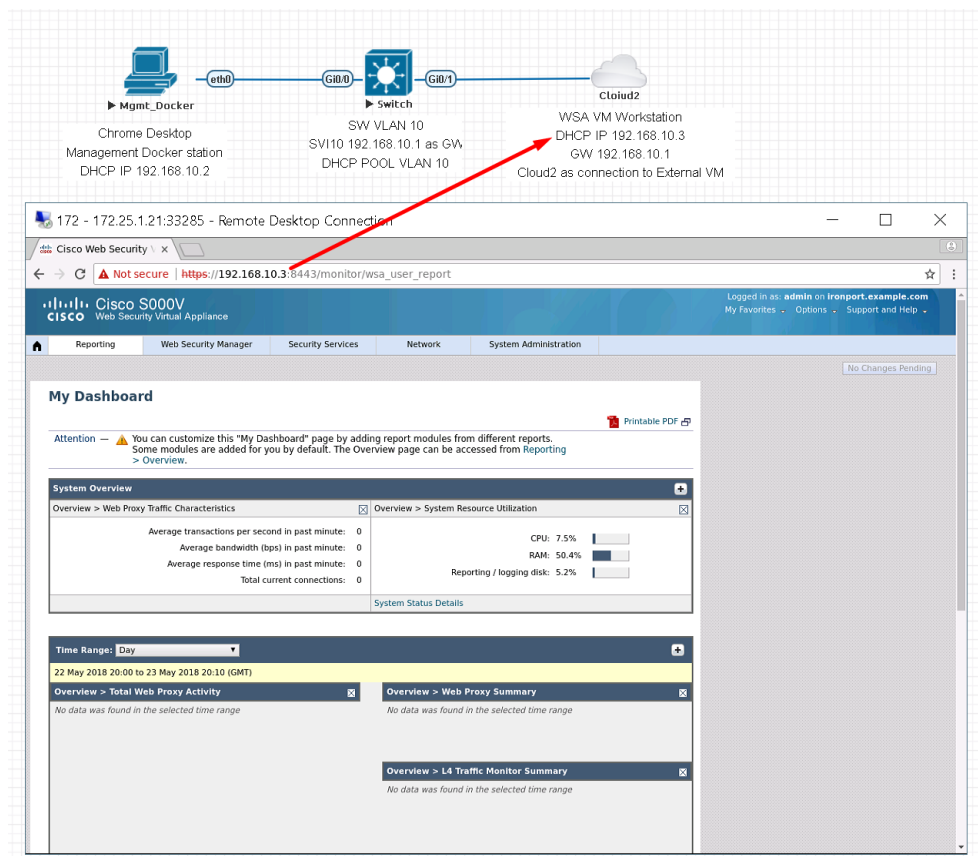 eth0
Gi0/0
Gi0/1
Mgmt_Docker
Switch
Cloiud2
Chrome Desktop
Management Docker station
DHCP IP 192.168.10.2
SW VLAN 10
SVI10 192.168.10.1 as GW
DHCP POOL VLAN 10
WSA VM Workstation
DHCP IP 192.168.10.3
GW 192.168.10.1
Cloud2 as connection to External VM
172 - 172.25.1.21:33285 - Remote Desktop Connection
Cisco Web Security V
Not secure | https://192.168.10.3:8443/monitor/wsa_user_report
cisco
Cisco S000V
Web Security Virtual Appliance
Logged in as: admin on ironport.example.com
My Favorites Options Support and Help
Reporting Web Security Manager Security Services Network System Administration
No Changes Pending
My Dashboard
Printable PDF
Attention — You can customize this "My Dashboard" page by adding report modules from different reports.
Some modules are added for you by default. The Overview page can be accessed from Reporting
> Overview.
System Overview
Overview > Web Proxy Traffic Characteristics
Average transactions per second in past minute: 0
Average bandwidth (bps) in past minute: 0
Average response time (ms) in past minute: 0
Total current connections: 0
Overview > System Resource Utilization
CPU: 7.5%
RAM: 50.4%
Reporting / logging disk: 5.2%
System Status Details
Time Range: Day
22 May 2018 20:00 to 23 May 2018 20:10 (GMT)
Overview > Total Web Proxy Activity
No data was found in the selected time range
Overview > Web Proxy Summary
No data was found in the selected time range
Overview > L4 Traffic Monitor Summary
No data was found in the selected time range